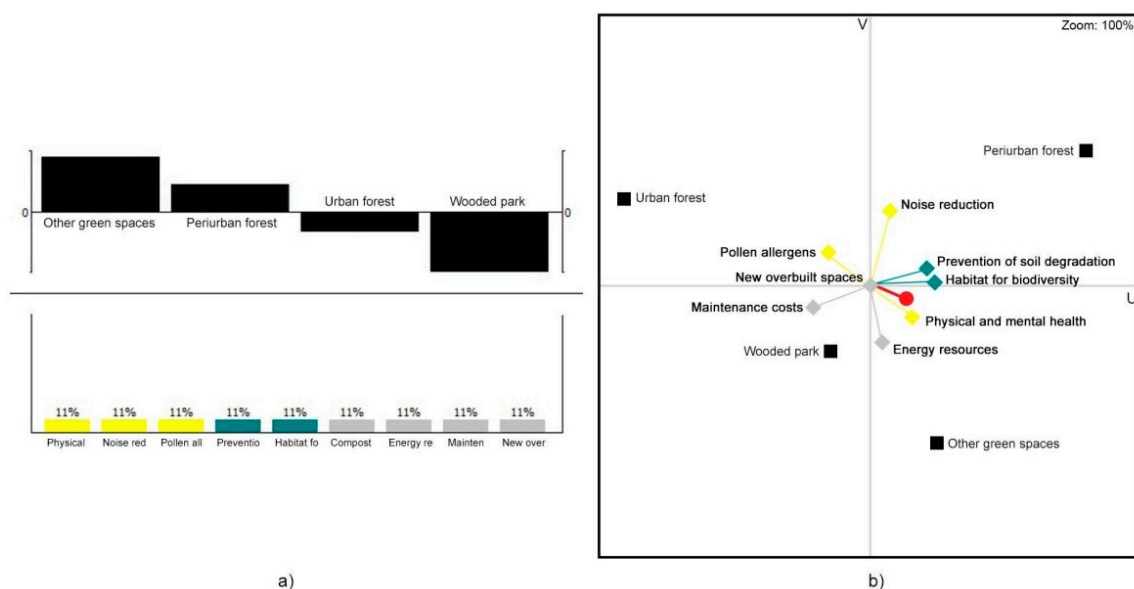 0
Other green spaces
Periurban forest
Urban forest
Wooded park
0
11% 11% 11% 11% 11% 11% 11% 11% 11%
Physical Noise red Pollen all Preventio Habitat fo Compost Energy re Mainten New over
a)
V
Zoom: 100%
Periurban forest
Urban forest
Noise reduction
Pollen allergens
Prevention of soil degradation
New overbuilt spaces
Habitat for biodiversity
U
Maintenance costs
Physical and mental health
Wooded park
Energy resources
Other green spaces
b)